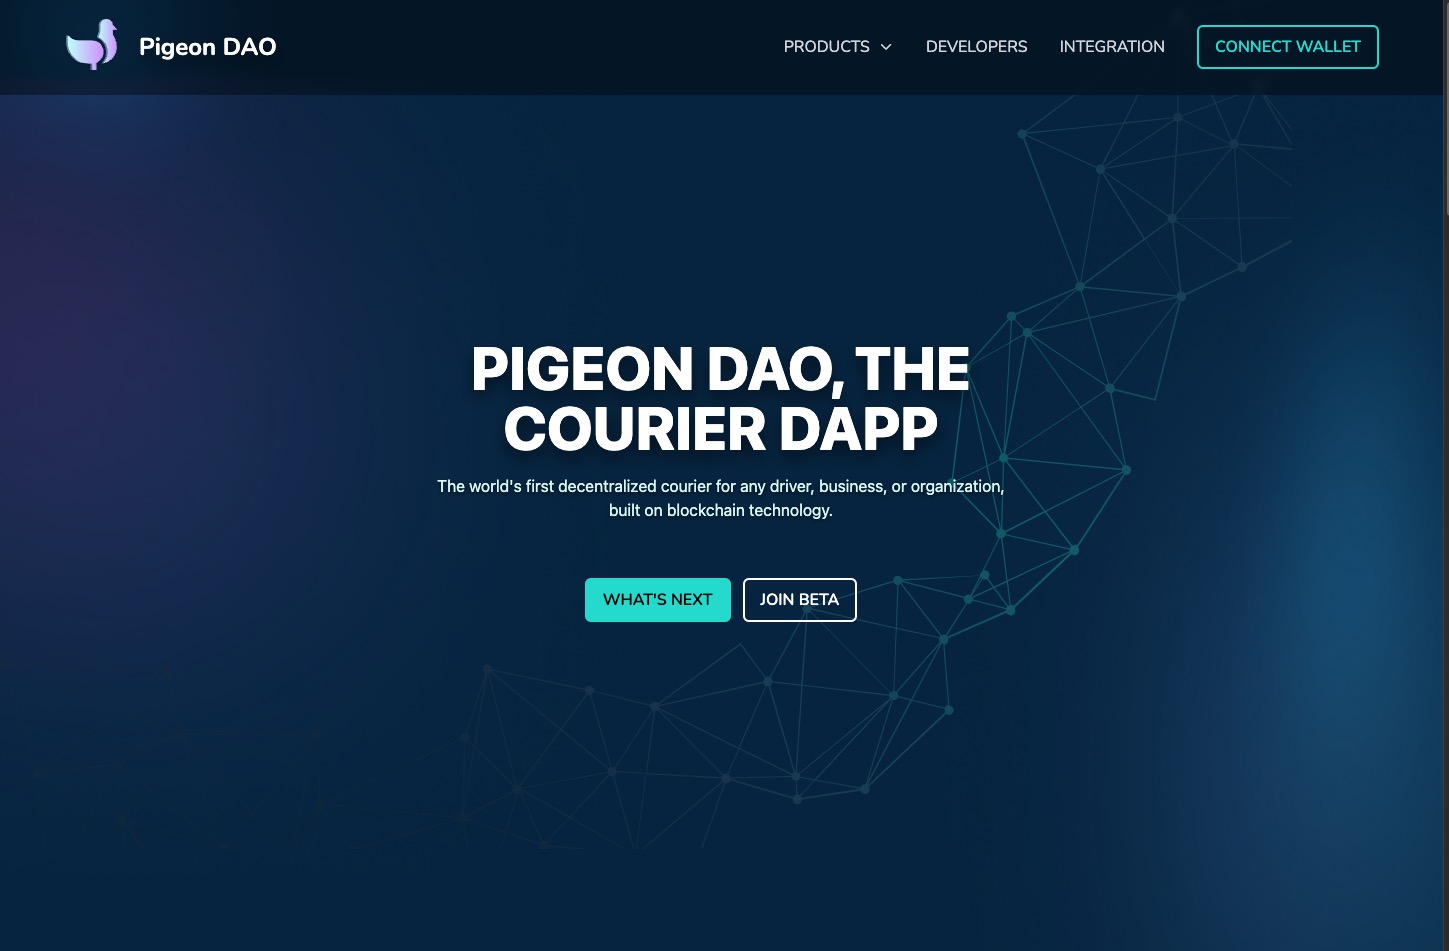 Pigeon DAO
PRODUCTS
DEVELOPERS
INTEGRATION
CONNECT WALLET
PIGEON DAO, THE
COURIER DAPP
The world's first decentralized courier for any driver, business, or organization,
built on blockchain technology.
WHAT'S NEXT
JOIN BETA